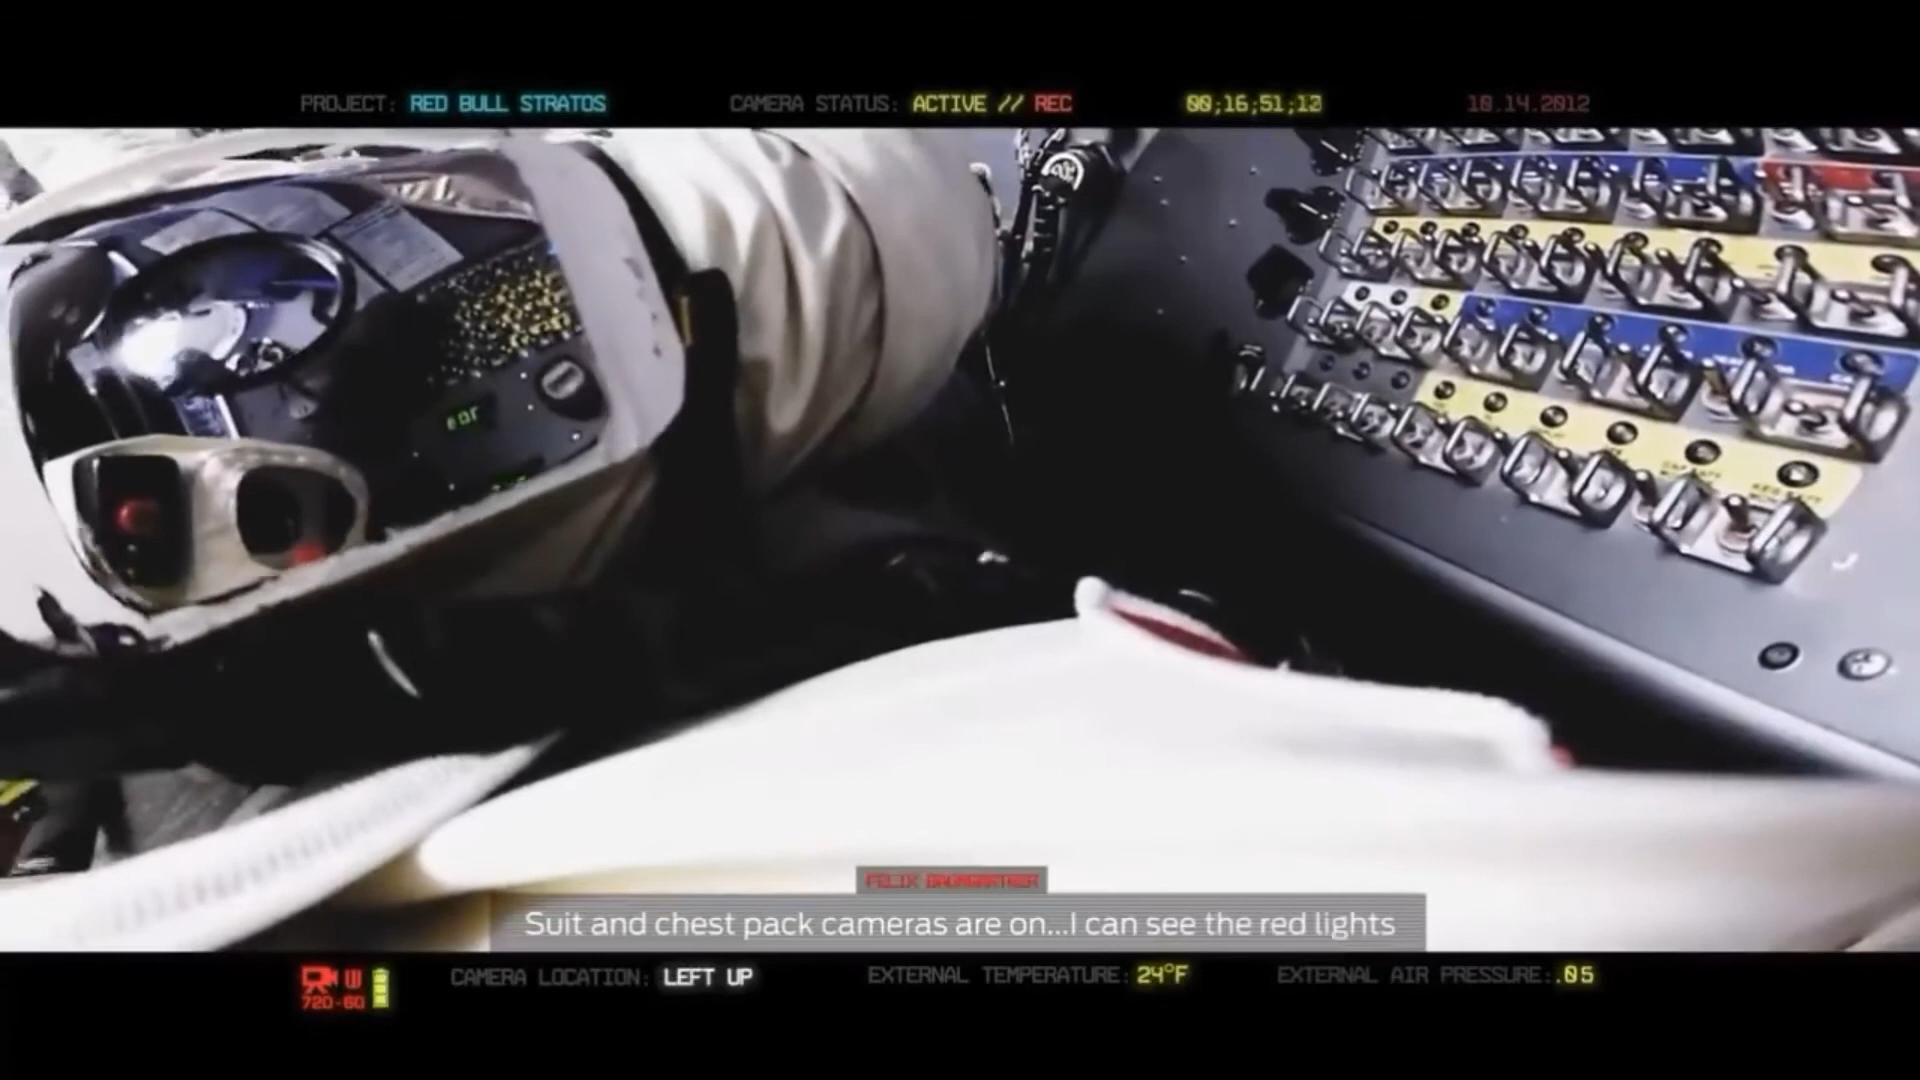 PROJECT: RED BULL STRATOS
CAMERA STATUS: ACTIVE // REC
00;16;51;12
10.14.2012
FELIX BAUMGARTNER
Suit and chest pack cameras are on...I can see the red lights
720-60
CAMERA LOCATION: LEFT UP
EXTERNAL TEMPERATURE: 24°F
EXTERNAL AIR PRESSURE:.05